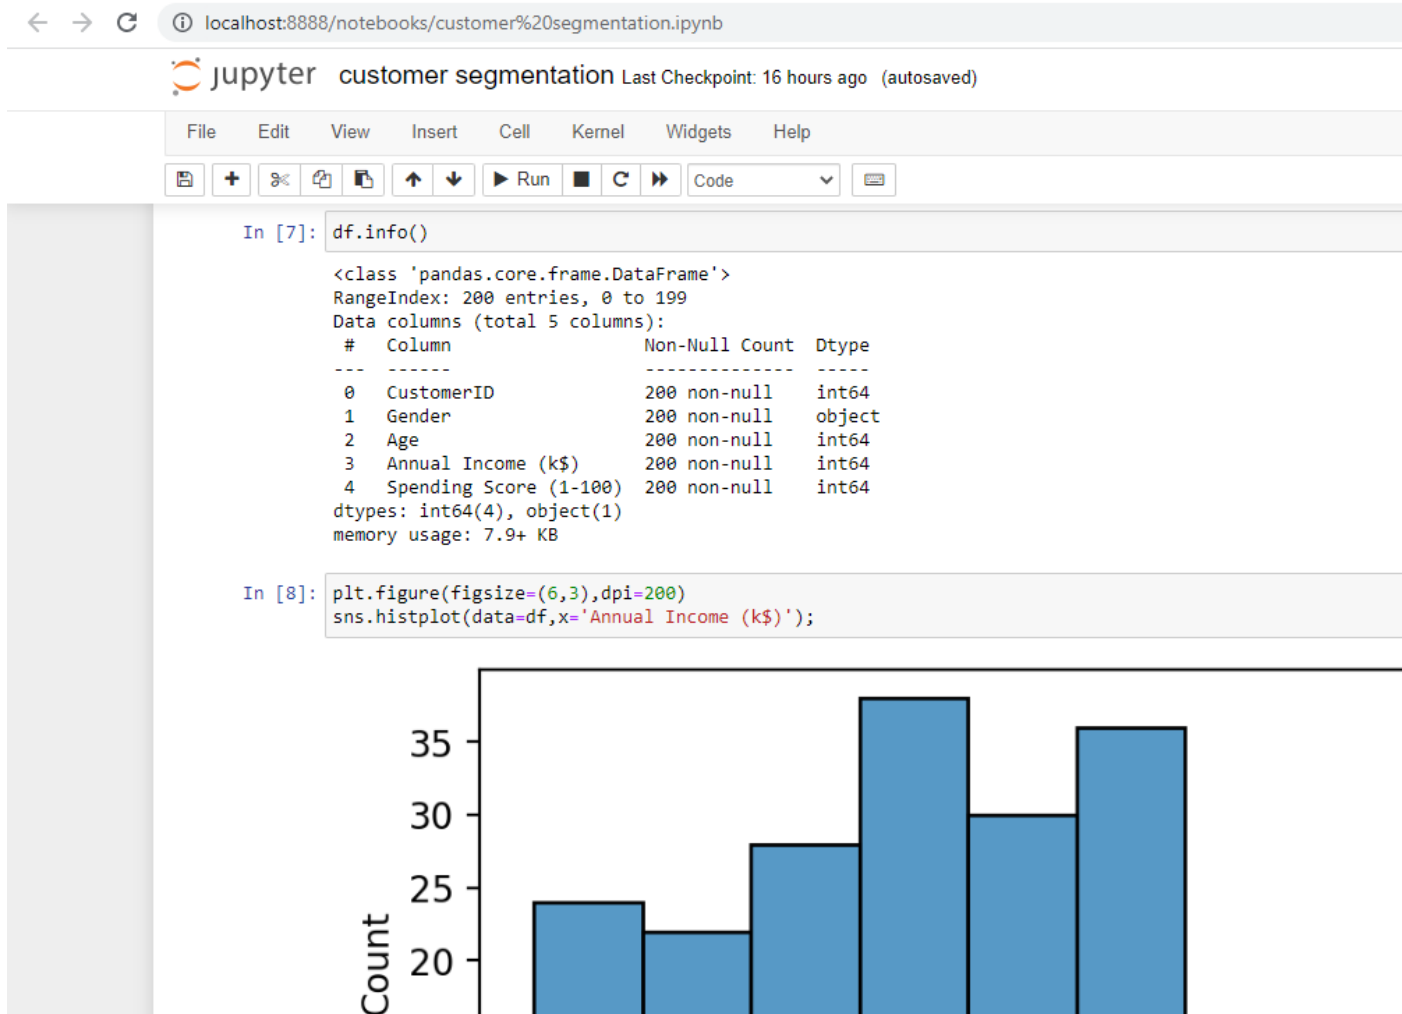 localhost:8888/notebooks/customer%20segmentation.ipynb
jupyter customer segmentation Last Checkpoint: 16 hours ago (autosaved)
File Edit View Insert Cell Kernel Widgets Help
Run Code
In [7]: df.info()
<class 'pandas.core.frame.DataFrame'>
RangeIndex: 200 entries, 0 to 199
Data columns (total 5 columns):
# Column Non-Null Count Dtype
--- ------ -------------- -----
0 CustomerID 200 non-null int64
1 Gender 200 non-null object
2 Age 200 non-null int64
3 Annual Income (k$) 200 non-null int64
4 Spending Score (1-100) 200 non-null int64
dtypes: int64(4), object(1)
memory usage: 7.9+ KB
In [8]: plt.figure(figsize=(6,3),dpi=200)
sns.histplot(data=df,x='Annual Income (k$)');
35
30
25
20
Count